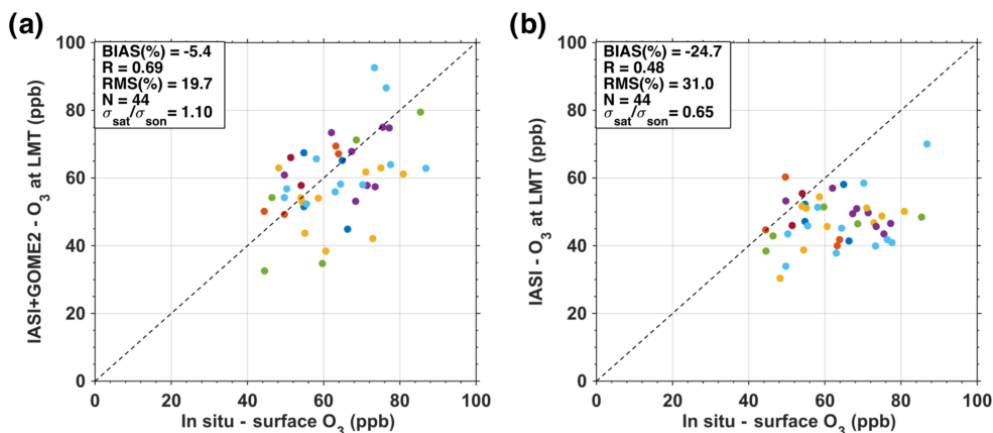 (a)
BIAS(%) = -5.4
R = 0.69
RMS(%) = 19.7
N = 44
σsat/σson = 1.10
IASI+GOME2 - O3 at LMT (ppb)
100
80
60
40
20
0
0 20 40 60 80 100
In situ - surface O3 (ppb)
(b)
BIAS(%) = -24.7
R = 0.48
RMS(%) = 31.0
N = 44
σsat/σson = 0.65
IASI - O3 at LMT (ppb)
100
80
60
40
20
0
0 20 40 60 80 100
In situ - surface O3 (ppb)